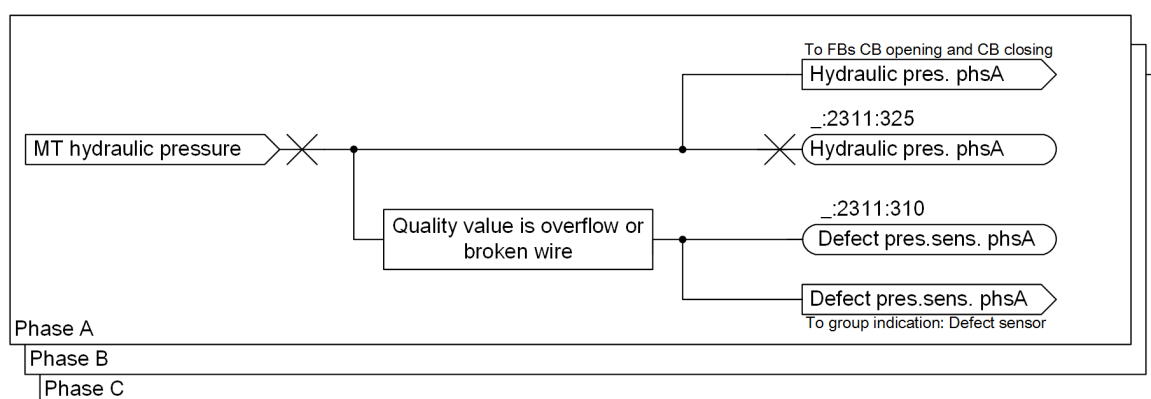 To FBs CB opening and CB closing
Hydraulic pres. phsA
_:2311:325
MT hydraulic pressure
Hydraulic pres. phsA
_:2311:310
Quality value is overflow or
broken wire
Defect pres.sens. phsA
Defect pres.sens. phsA
To group indication: Defect sensor
Phase A
Phase B
Phase C